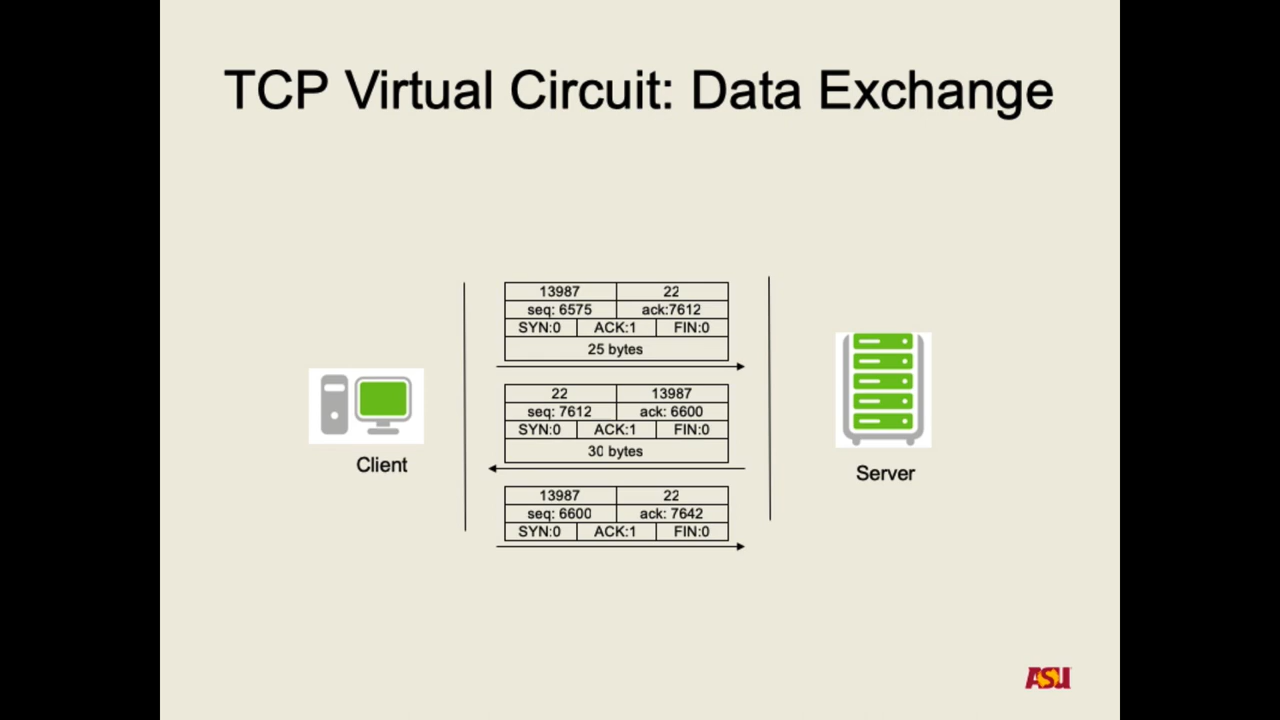 TCP Virtual Circuit: Data Exchange
13987 22
seq: 6575 ack:7612
SYN:0 ACK:1 FIN:0
25 bytes
22 13987
seq: 7612 ack: 6600
SYN:0 ACK:1 FIN:0
30 bytes
13987 22
seq: 6600 ack: 7642
SYN:0 ACK:1 FIN:0
Client
Server
ASU